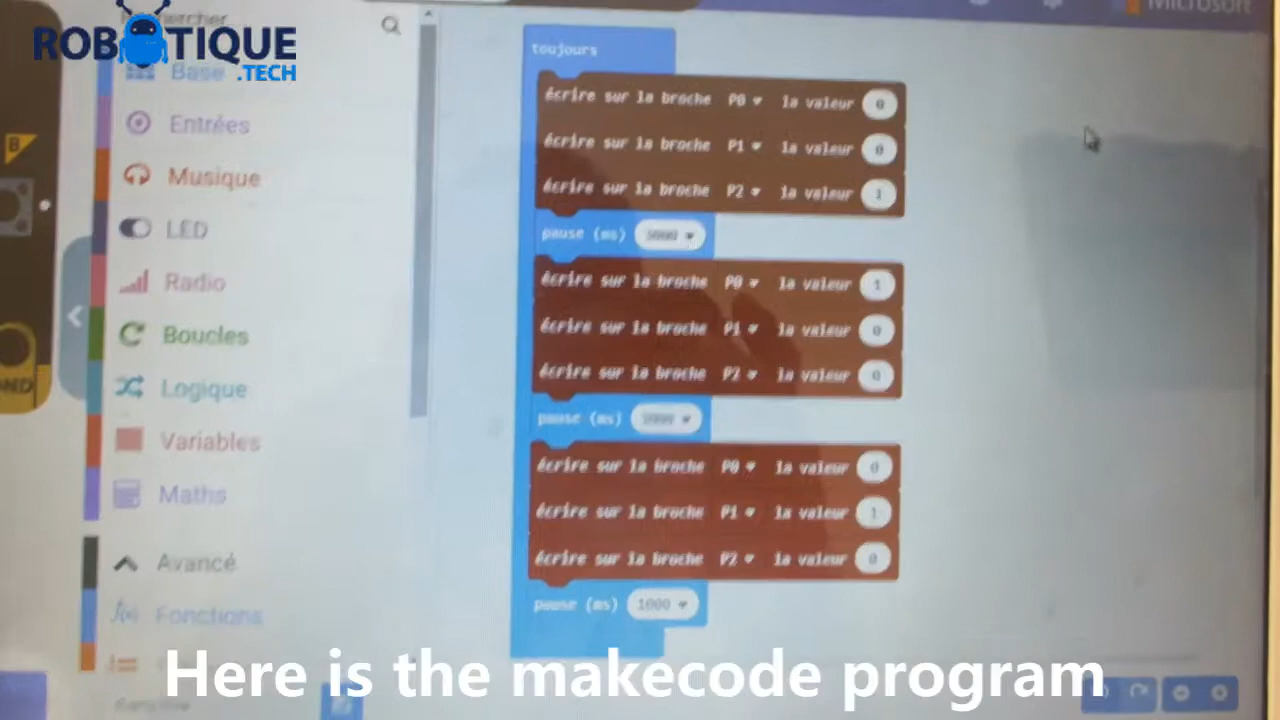 ROBOTIQUE
.TECH
Microsoft
Base
Entrées
Musique
LED
Radio
Boucles
Logique
Variables
Maths
Avancé
Fonctions
B
GND
toujours
écrire sur la broche P0 la valeur 0
écrire sur la broche P1 la valeur 0
écrire sur la broche P2 la valeur 1
pause (ms)
écrire sur la broche P0 la valeur 1
écrire sur la broche P1 la valeur 0
écrire sur la broche P2 la valeur 0
pause (ms)
écrire sur la broche P0 la valeur 0
écrire sur la broche P1 la valeur 1
écrire sur la broche P2 la valeur 0
pause (ms) 1000
Here is the makecode program